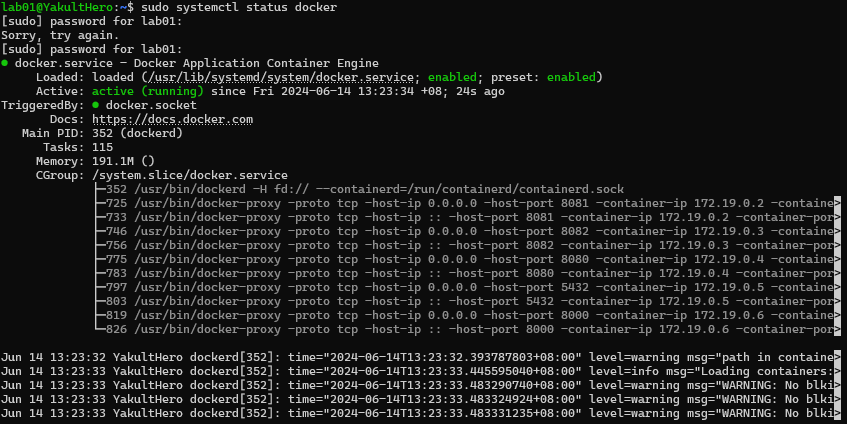 lab01@YakultHero:~$ sudo systemctl status docker
[sudo] password for lab01:
Sorry, try again.
[sudo] password for lab01:
● docker.service - Docker Application Container Engine
     Loaded: loaded (/usr/lib/systemd/system/docker.service; enabled; preset: enabled)
     Active: active (running) since Fri 2024-06-14 13:23:34 +08; 24s ago
TriggeredBy: ● docker.socket
       Docs: https://docs.docker.com
   Main PID: 352 (dockerd)
      Tasks: 115
     Memory: 191.1M ()
     CGroup: /system.slice/docker.service
             ├─352 /usr/bin/dockerd -H fd:// --containerd=/run/containerd/containerd.sock
             ├─725 /usr/bin/docker-proxy -proto tcp -host-ip 0.0.0.0 -host-port 8081 -container-ip 172.19.0.2 -containe>
             ├─733 /usr/bin/docker-proxy -proto tcp -host-ip :: -host-port 8081 -container-ip 172.19.0.2 -container-por>
             ├─746 /usr/bin/docker-proxy -proto tcp -host-ip 0.0.0.0 -host-port 8082 -container-ip 172.19.0.3 -containe>
             ├─756 /usr/bin/docker-proxy -proto tcp -host-ip :: -host-port 8082 -container-ip 172.19.0.3 -container-por>
             ├─775 /usr/bin/docker-proxy -proto tcp -host-ip 0.0.0.0 -host-port 8080 -container-ip 172.19.0.4 -containe>
             ├─783 /usr/bin/docker-proxy -proto tcp -host-ip :: -host-port 8080 -container-ip 172.19.0.4 -container-por>
             ├─797 /usr/bin/docker-proxy -proto tcp -host-ip 0.0.0.0 -host-port 5432 -container-ip 172.19.0.5 -containe>
             ├─803 /usr/bin/docker-proxy -proto tcp -host-ip :: -host-port 5432 -container-ip 172.19.0.5 -container-por>
             ├─819 /usr/bin/docker-proxy -proto tcp -host-ip 0.0.0.0 -host-port 8000 -container-ip 172.19.0.6 -containe>
             └─826 /usr/bin/docker-proxy -proto tcp -host-ip :: -host-port 8000 -container-ip 172.19.0.6 -container-por>
Jun 14 13:23:32 YakultHero dockerd[352]: time="2024-06-14T13:23:32.393787803+08:00" level=warning msg="path in containe>
Jun 14 13:23:33 YakultHero dockerd[352]: time="2024-06-14T13:23:33.445595040+08:00" level=info msg="Loading containers:>
Jun 14 13:23:33 YakultHero dockerd[352]: time="2024-06-14T13:23:33.483290740+08:00" level=warning msg="WARNING: No blki>
Jun 14 13:23:33 YakultHero dockerd[352]: time="2024-06-14T13:23:33.483324924+08:00" level=warning msg="WARNING: No blki>
Jun 14 13:23:33 YakultHero dockerd[352]: time="2024-06-14T13:23:33.483331235+08:00" level=warning msg="WARNING: No blki>